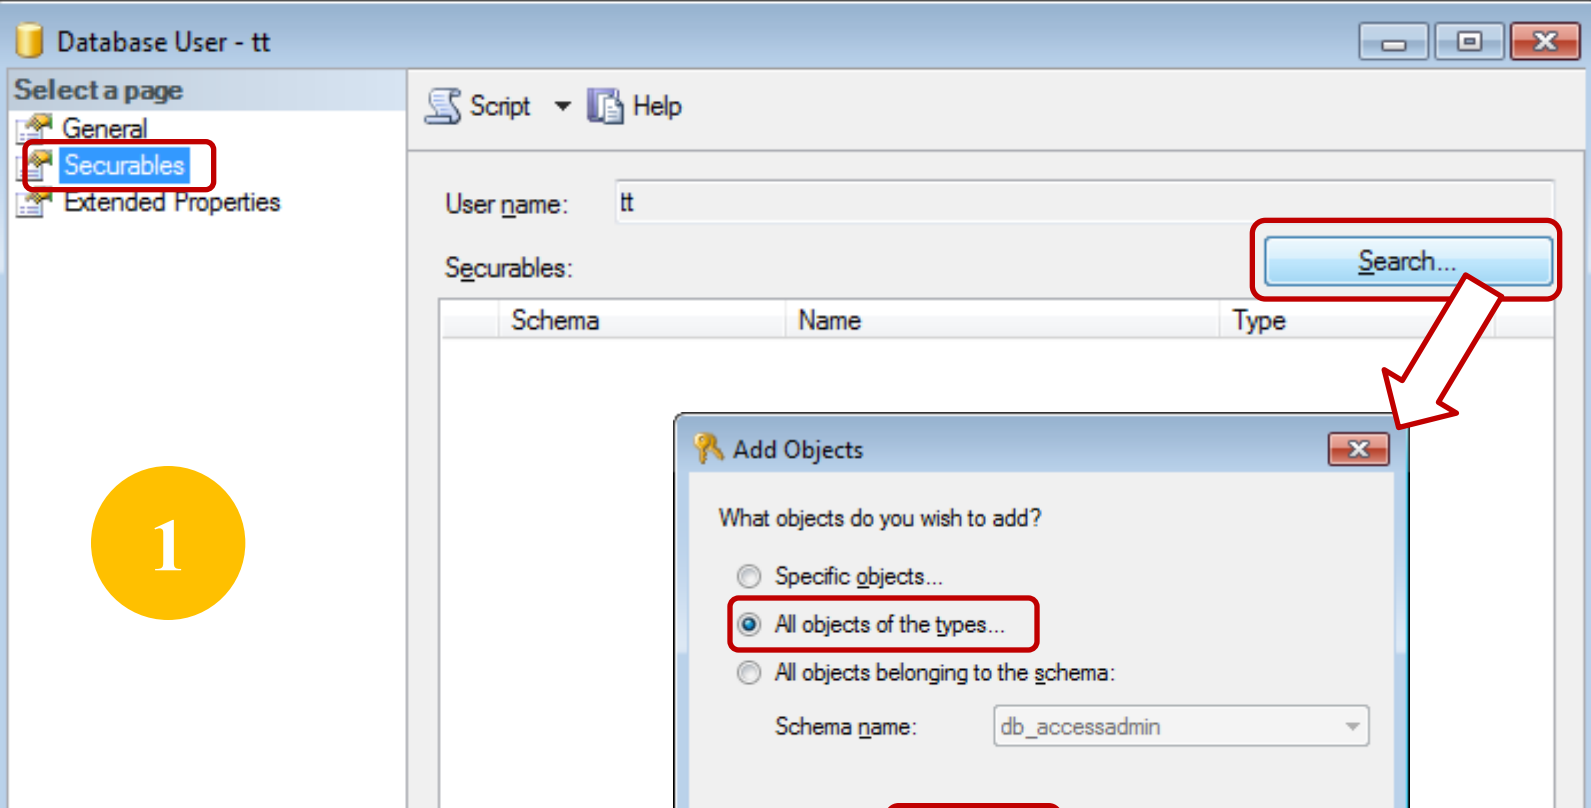 Database User - tt
Select a page
General
Securables
Extended Properties
Script
Help
User name:
tt
Securables:
Search...
Schema
Name
Type
Add Objects
What objects do you wish to add?
Specific objects...
All objects of the types...
All objects belonging to the schema:
Schema name:
db_accessadmin
1